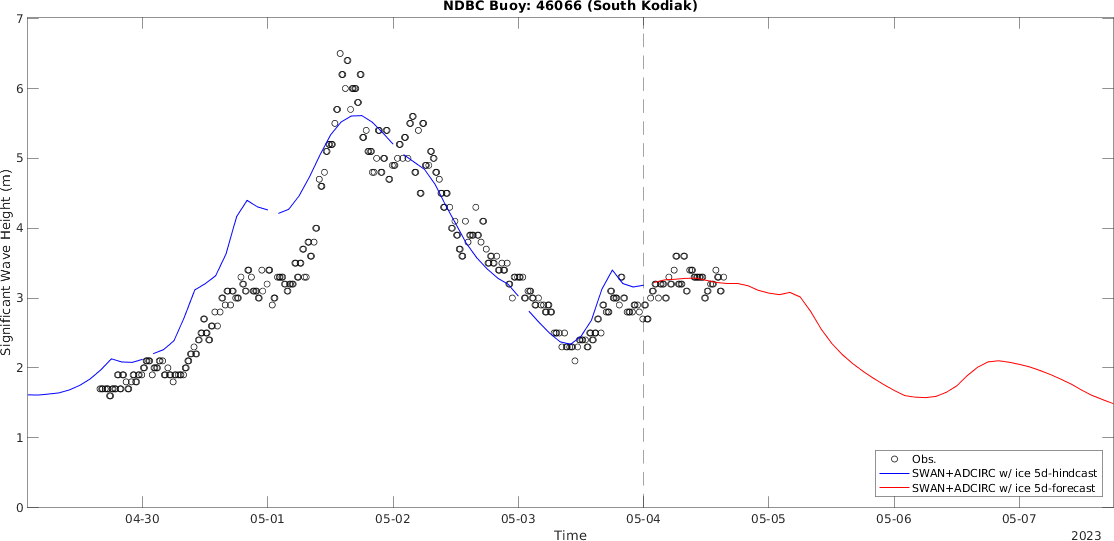 NDBC Buoy: 46066 (South Kodiak)
7
6
5
4
3
2
1
0
Significant Wave Height (m)
04-30
05-01
05-02
05-03
05-04
05-05
05-06
05-07
Time
2023
Obs.
SWAN+ADCIRC w/ ice 5d-hindcast
SWAN+ADCIRC w/ ice 5d-forecast